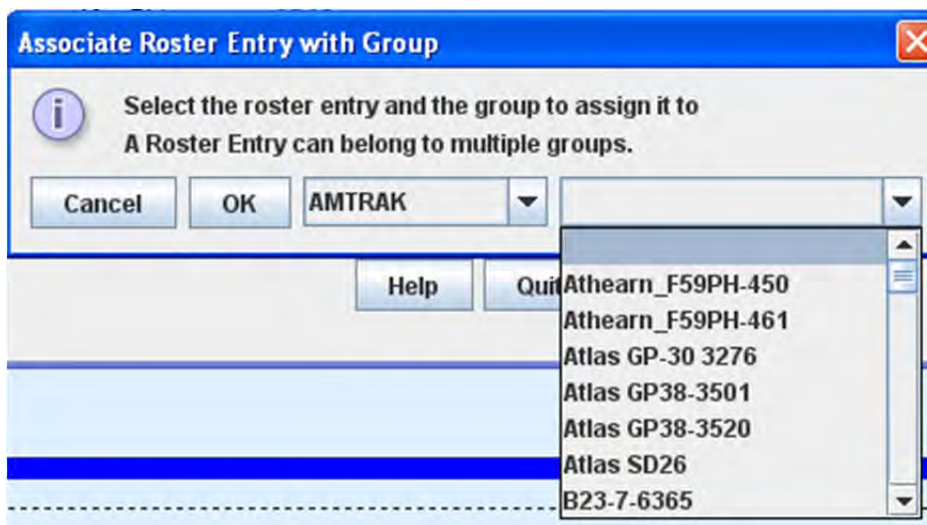 Associate Roster Entry with Group
Select the roster entry and the group to assign it to
A Roster Entry can belong to multiple groups.
Cancel OK AMTRAK
Help
Athearn_F59PH-450
Athearn_F59PH-461
Atlas GP-30 3276
Atlas GP38-3501
Atlas GP38-3520
Atlas SD26
B23-7-6365